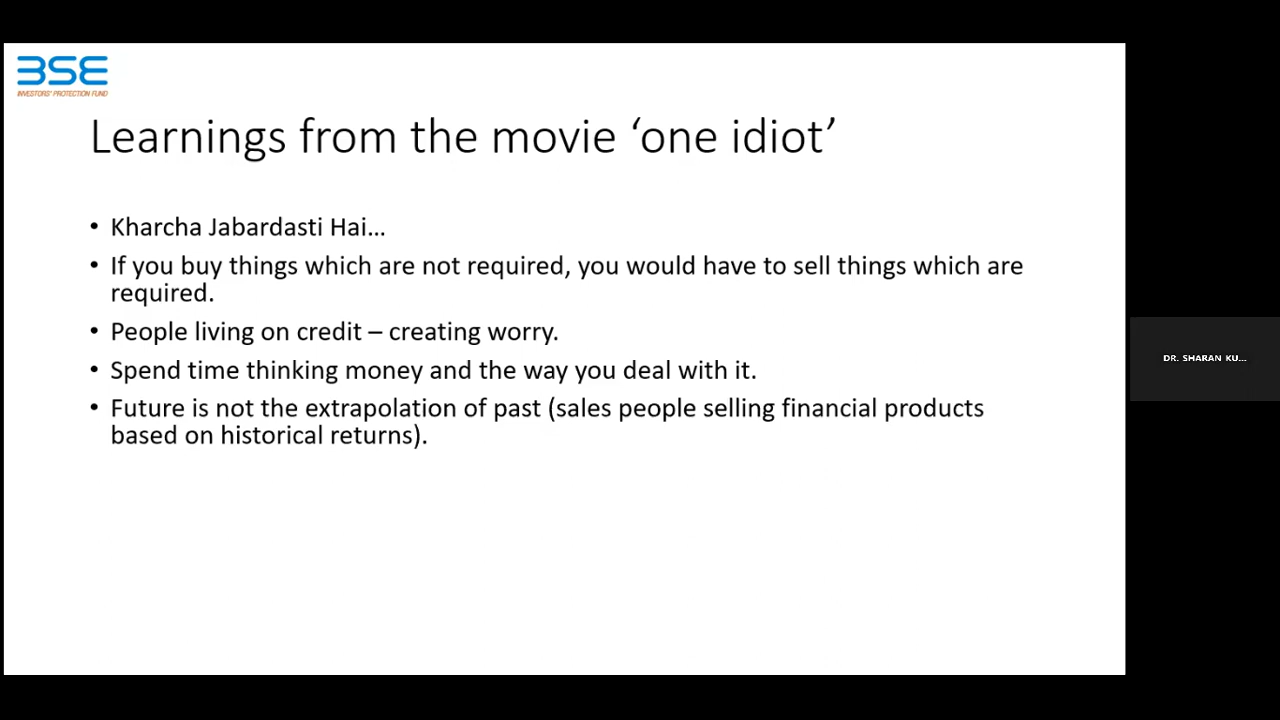 BSE
INVESTORS' PROTECTION FUND
Learnings from the movie ‘one idiot’
• Kharcha Jabardasti Hai…
• If you buy things which are not required, you would have to sell things which are
required.
• People living on credit – creating worry.
• Spend time thinking money and the way you deal with it.
• Future is not the extrapolation of past (sales people selling financial products
based on historical returns).
DR. SHARAN KU...